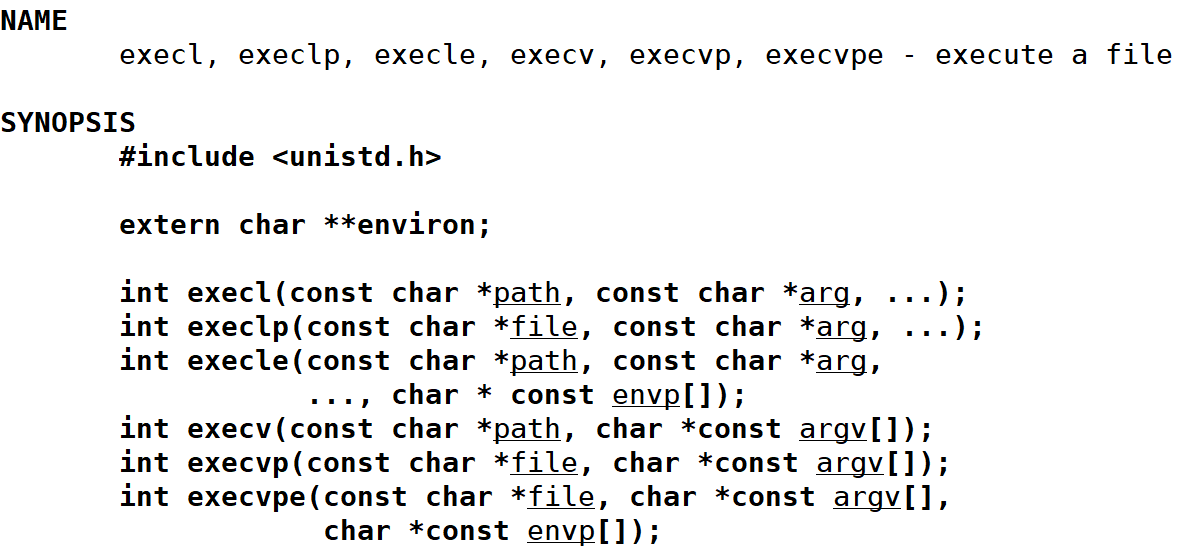 NAME
execl, execlp, execle, execv, execvp, execvpe - execute a file
SYNOPSIS
#include <unistd.h>
extern char **environ;
int execl(const char *path, const char *arg, ...);
int execlp(const char *file, const char *arg, ...);
int execle(const char *path, const char *arg,
..., char * const envp[]);
int execv(const char *path, char *const argv[]);
int execvp(const char *file, char *const argv[]);
int execvpe(const char *file, char *const argv[],
char *const envp[]);